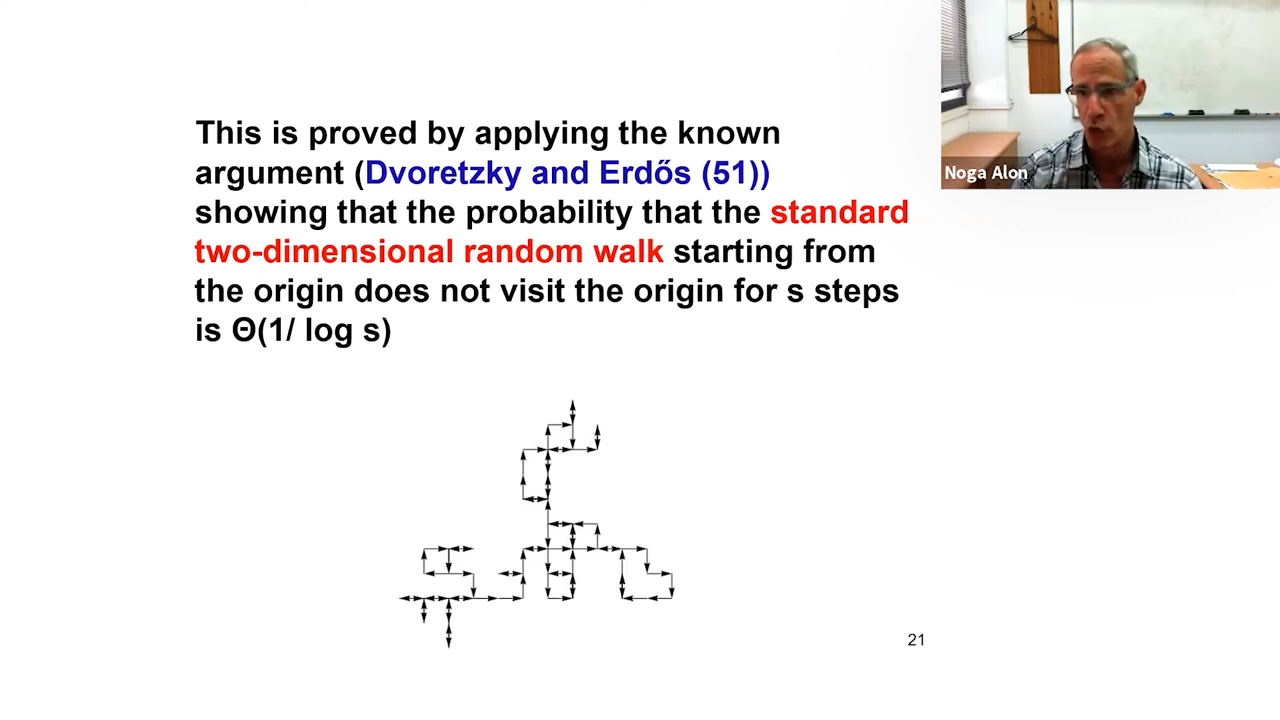 This is proved by applying the known
argument (Dvoretzky and Erdős (51))
showing that the probability that the standard
two-dimensional random walk starting from
the origin does not visit the origin for s steps
is Θ(1/ log s)
Noga Alon
21